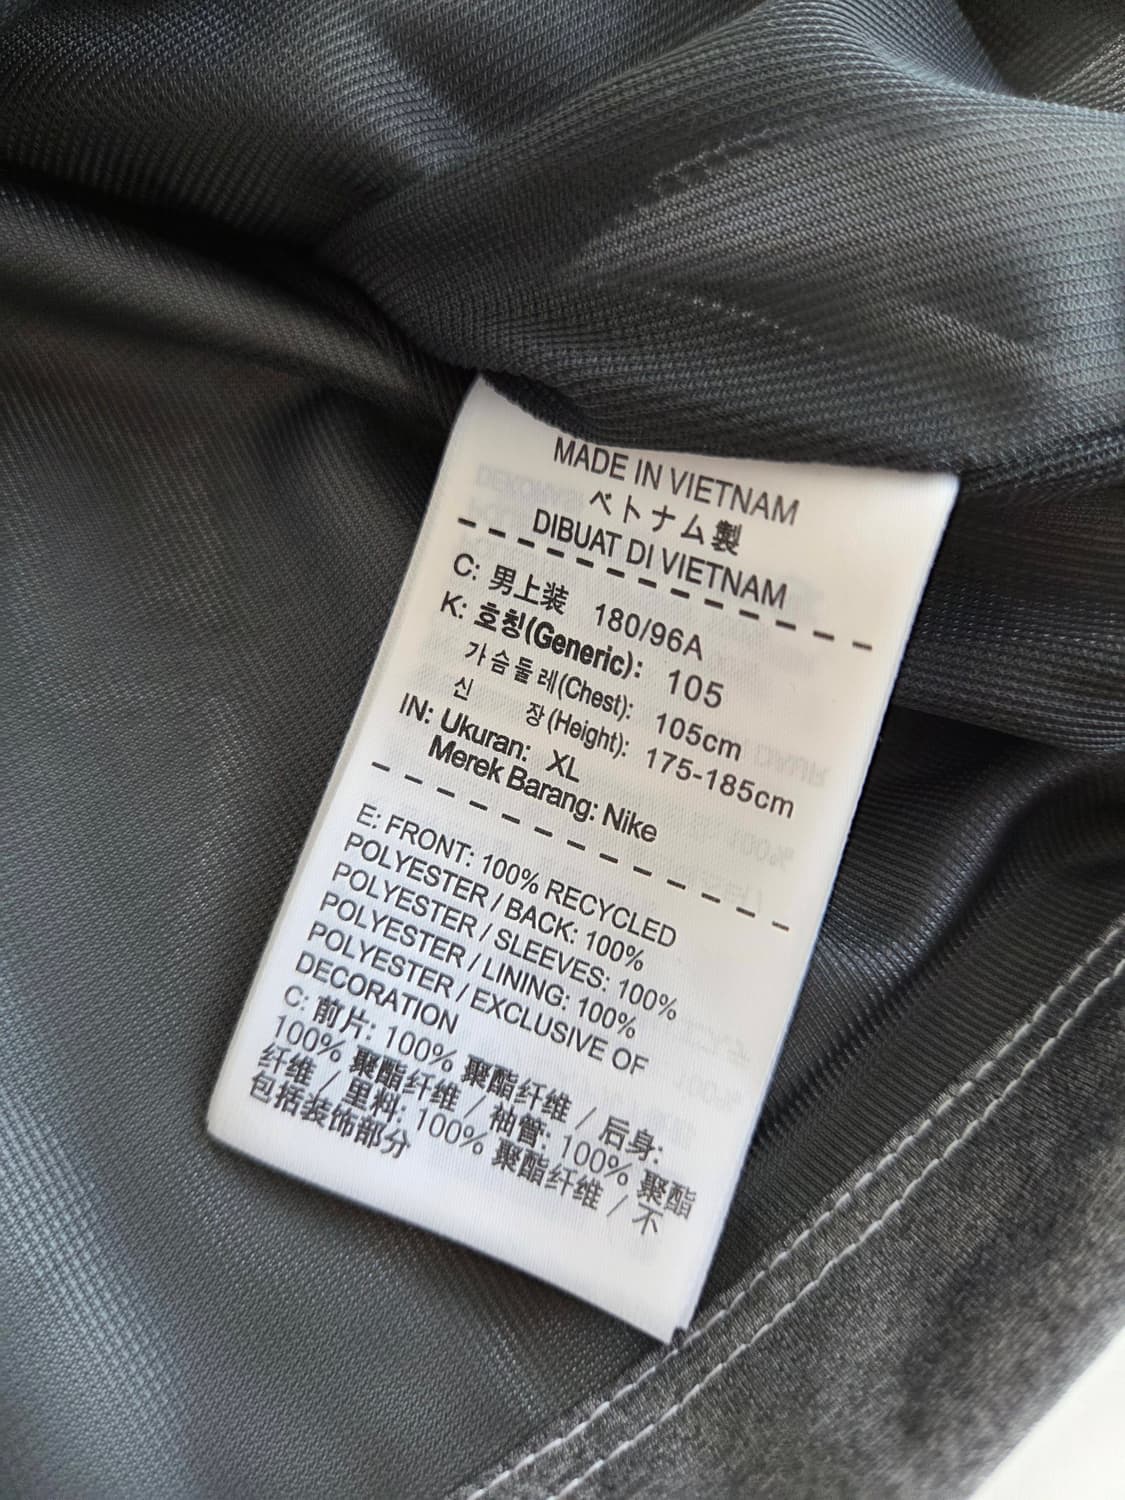 MADE IN VIETNAM
ベトナム製
DIBUAT DI VIETNAM
C: 男上装 180/96A
K: 호칭(Generic): 105
가슴둘레(Chest): 105cm
신 장(Height): 175-185cm
IN: Ukuran: XL
Merek Barang: Nike
E: FRONT: 100% RECYCLED
POLYESTER / BACK: 100%
POLYESTER / SLEEVES: 100%
POLYESTER / LINING: 100%
POLYESTER / EXCLUSIVE OF
DECORATION
C: 前片: 100% 聚酯纤维 / 后身:
100% 聚酯纤维 / 袖管: 100% 聚酯
纤维 / 里料: 100% 聚酯纤维 / 不
包括装饰部分